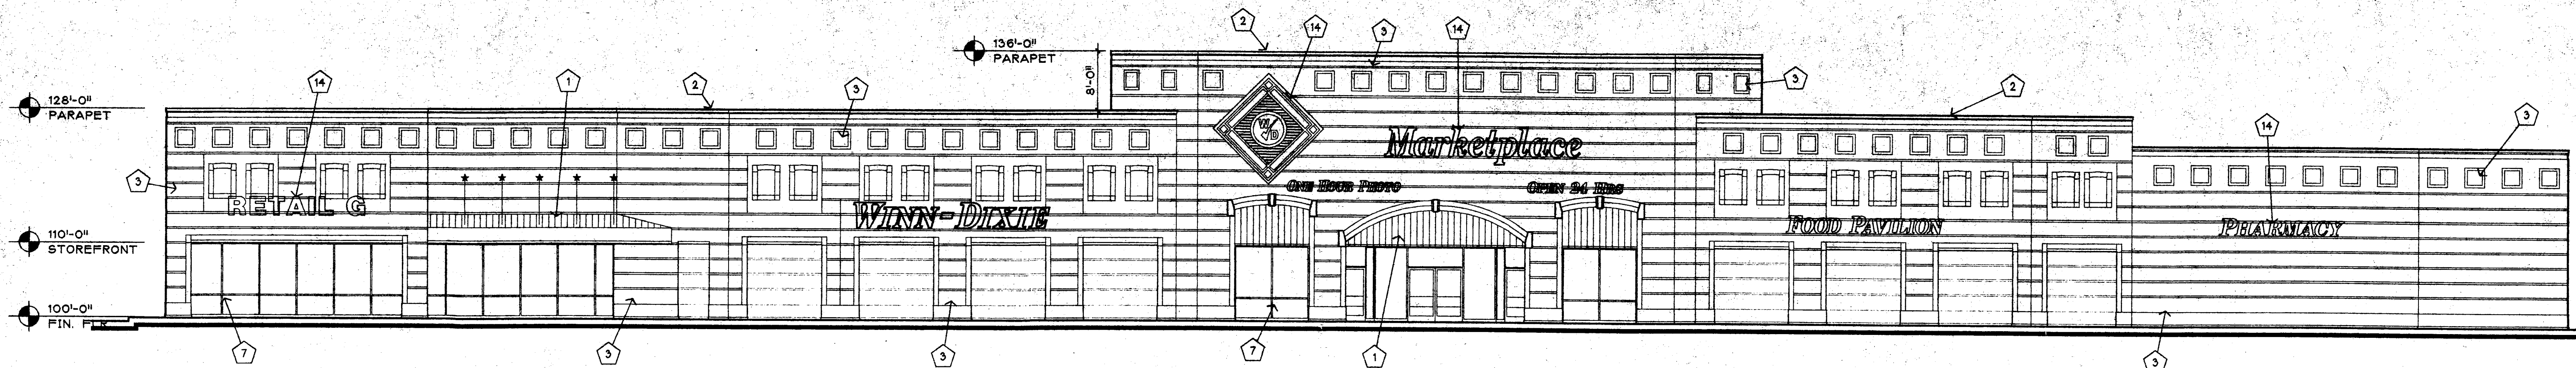 2
14
3
14
136'-0"
PARAPET
8'-0"
3
14
1
2
3
2
3
14
128'-0"
PARAPET
W/D
Marketplace
3
ONE HOUR PHOTO
OPEN 24 HRS
RETAIL G
WINN-DIXIE
FOOD PAVILION
PHARMACY
110'-0"
STOREFRONT
100'-0"
FIN. FLR
7
3
3
7
1
3